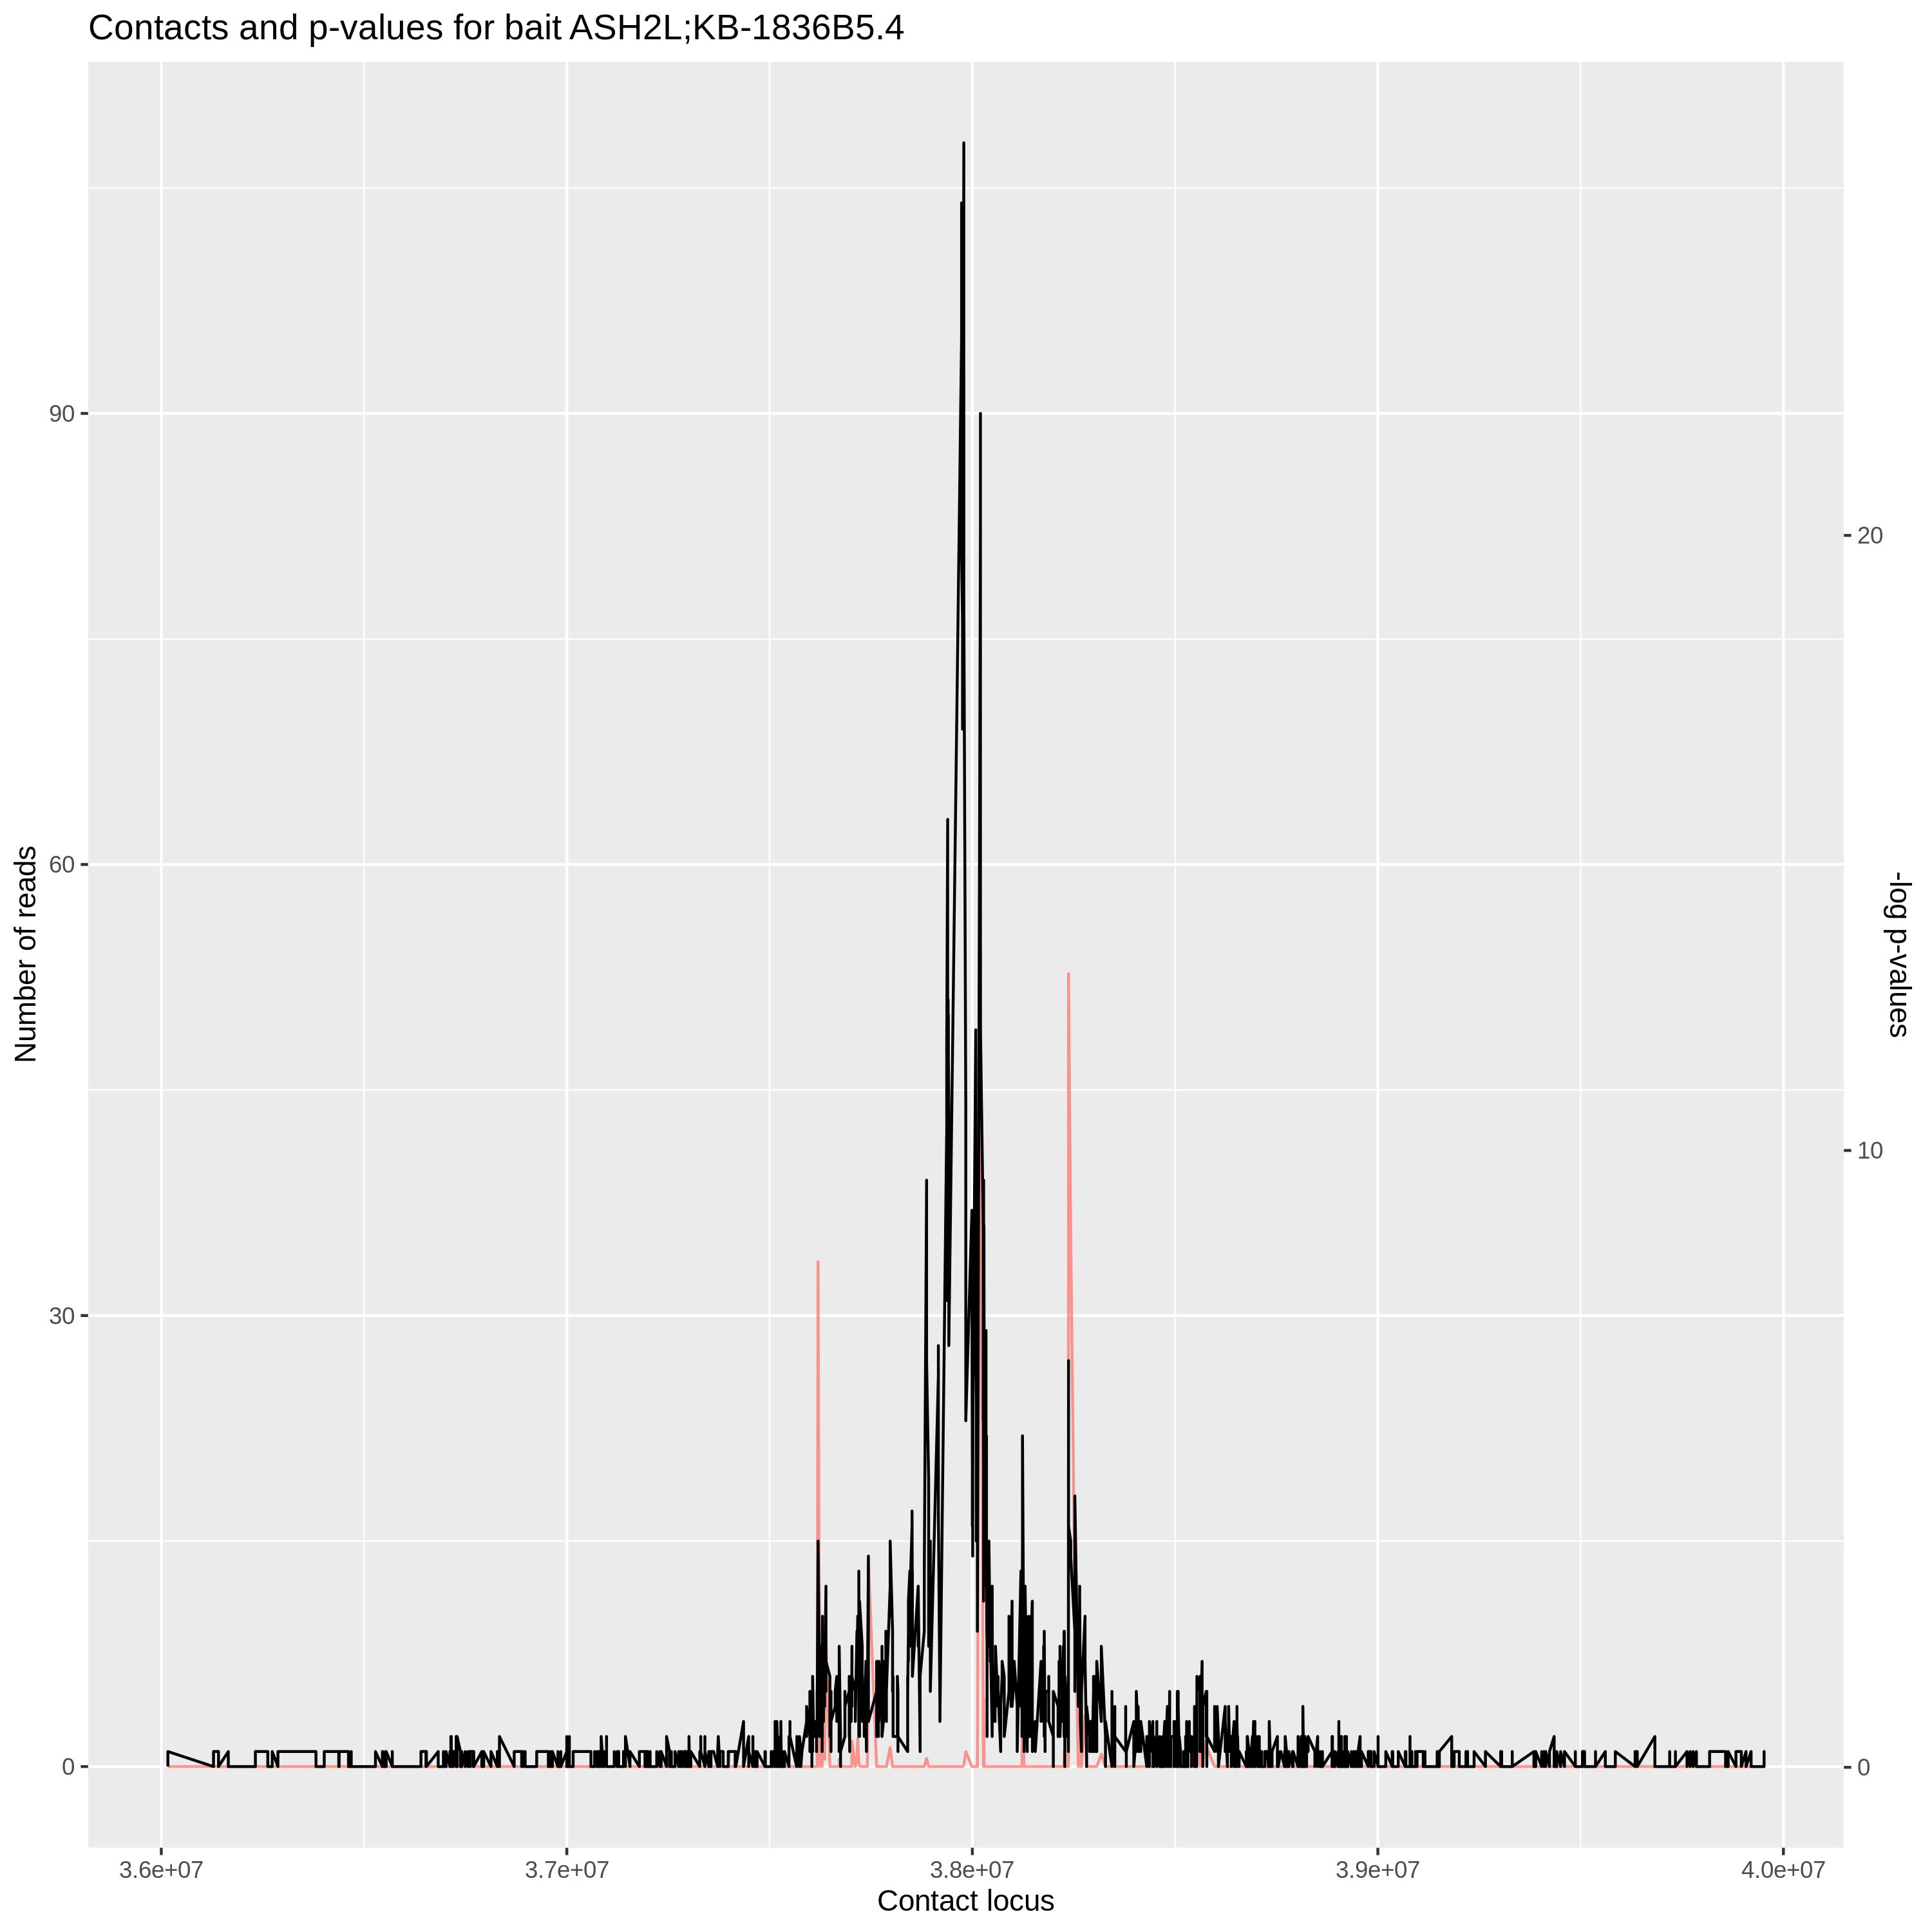 Contacts and p-values for bait ASH2L;KB-1836B5.4
90
60
30
0
Number of reads
20
10
0
-log p-values
3.6e+07 3.7e+07 3.8e+07 3.9e+07 4.0e+07
Contact locus